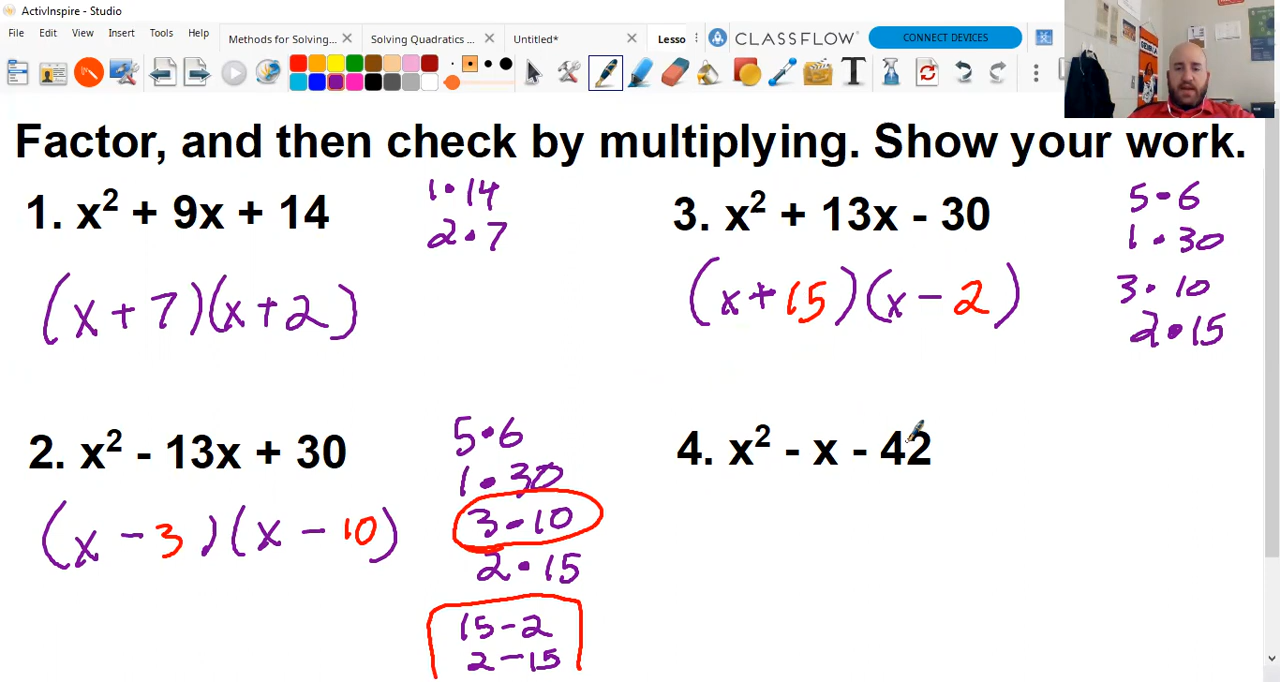 ActivInspire - Studio
File Edit View Insert Tools Help
Methods for Solving...
Solving Quadratics ...
Untitled*
Lesso
CLASSFLOW
CONNECT DEVICES
Factor, and then check by multiplying. Show your work.
1. x² + 9x + 14
1 • 14
2 • 7
(x + 7)(x + 2)
3. x² + 13x - 30
5 • 6
1 • 30
3 • 10
2 • 15
(x + 15)(x - 2)
2. x² - 13x + 30
5 • 6
1 • 30
3 • 10
2 • 15
(x - 3)(x - 10)
15 - 2
2 - 15
4. x² - x - 42